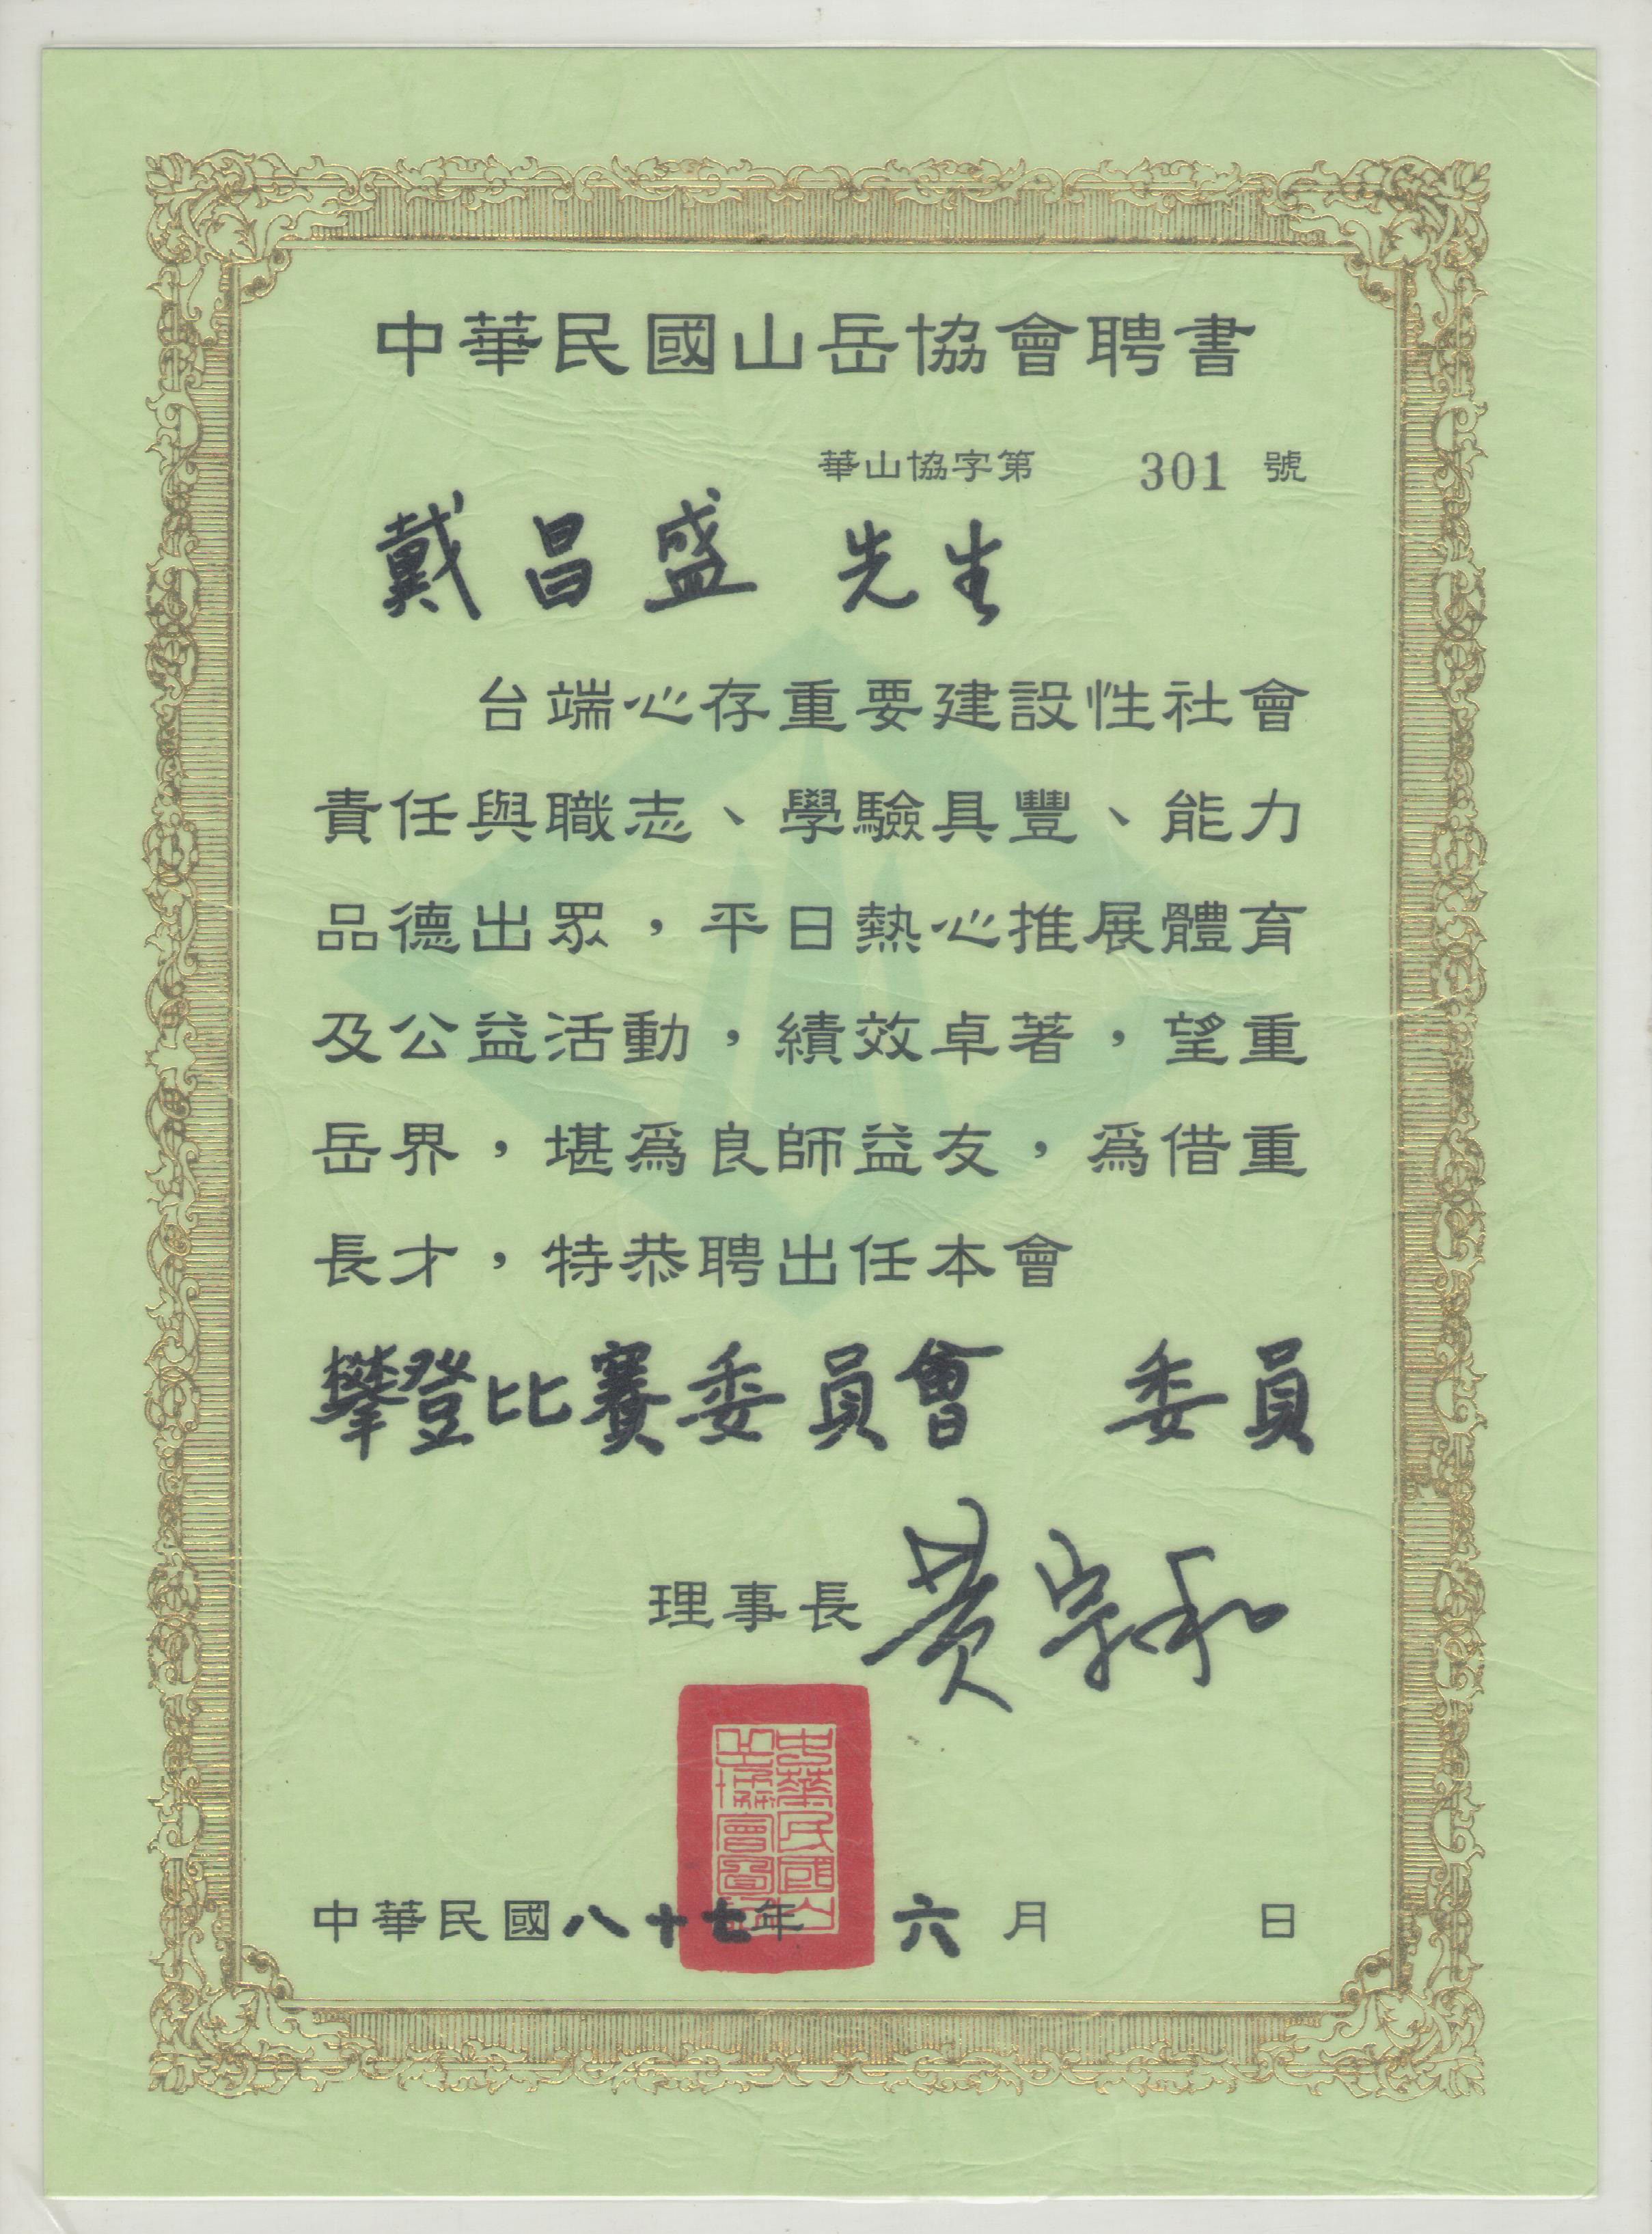 中華民國山岳協會聘書
華山協字第 301 號
戴昌盛 先生
台端心存重要建設性社會
責任與職志、學驗具豐、能力
品德出眾，平日熱心推展體育
及公益活動，績效卓著，望重
岳界，堪為良師益友，為借重
長才，特恭聘出任本會
攀登比賽委員會 委員
理事長 黃宗和
中華民國山
岳協會圖記
中華民國八十七年 六 月 日